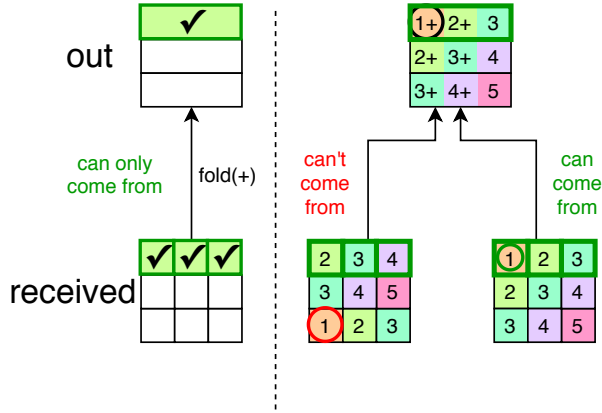 out
✓
1+ 2+ 3
2+ 3+ 4
3+ 4+ 5
can only
come from
fold(+)
can't
come
from
can
come
from
received
✓ ✓ ✓
2 3 4
3 4 5
1 2 3
1 2 3
2 3 4
3 4 5